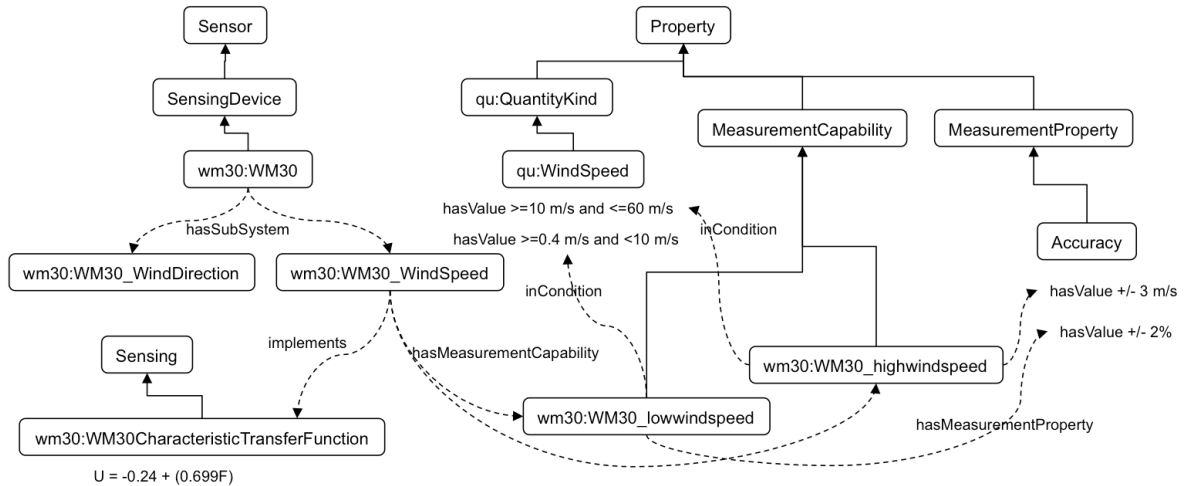 Sensor
Property
SensingDevice
qu:QuantityKind
MeasurementCapability
MeasurementProperty
wm30:WM30
qu:WindSpeed
hasValue >=10 m/s and <=60 m/s
hasSubSystem
inCondition
hasValue >=0.4 m/s and <10 m/s
Accuracy
wm30:WM30_WindDirection
wm30:WM30_WindSpeed
inCondition
hasValue +/- 3 m/s
hasValue +/- 2%
implements
Sensing
hasMeasurementCapability
wm30:WM30_highwindspeed
wm30:WM30_lowwindspeed
hasMeasurementProperty
wm30:WM30CharacteristicTransferFunction
U = -0.24 + (0.699F)